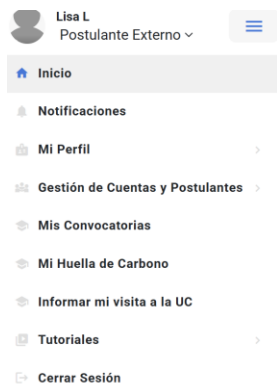 Lisa L
Postulante Externo
Inicio
Notificaciones
Mi Perfil
Gestión de Cuentas y Postulantes
Mis Convocatorias
Mi Huella de Carbono
Informar mi visita a la UC
Tutoriales
Cerrar Sesión